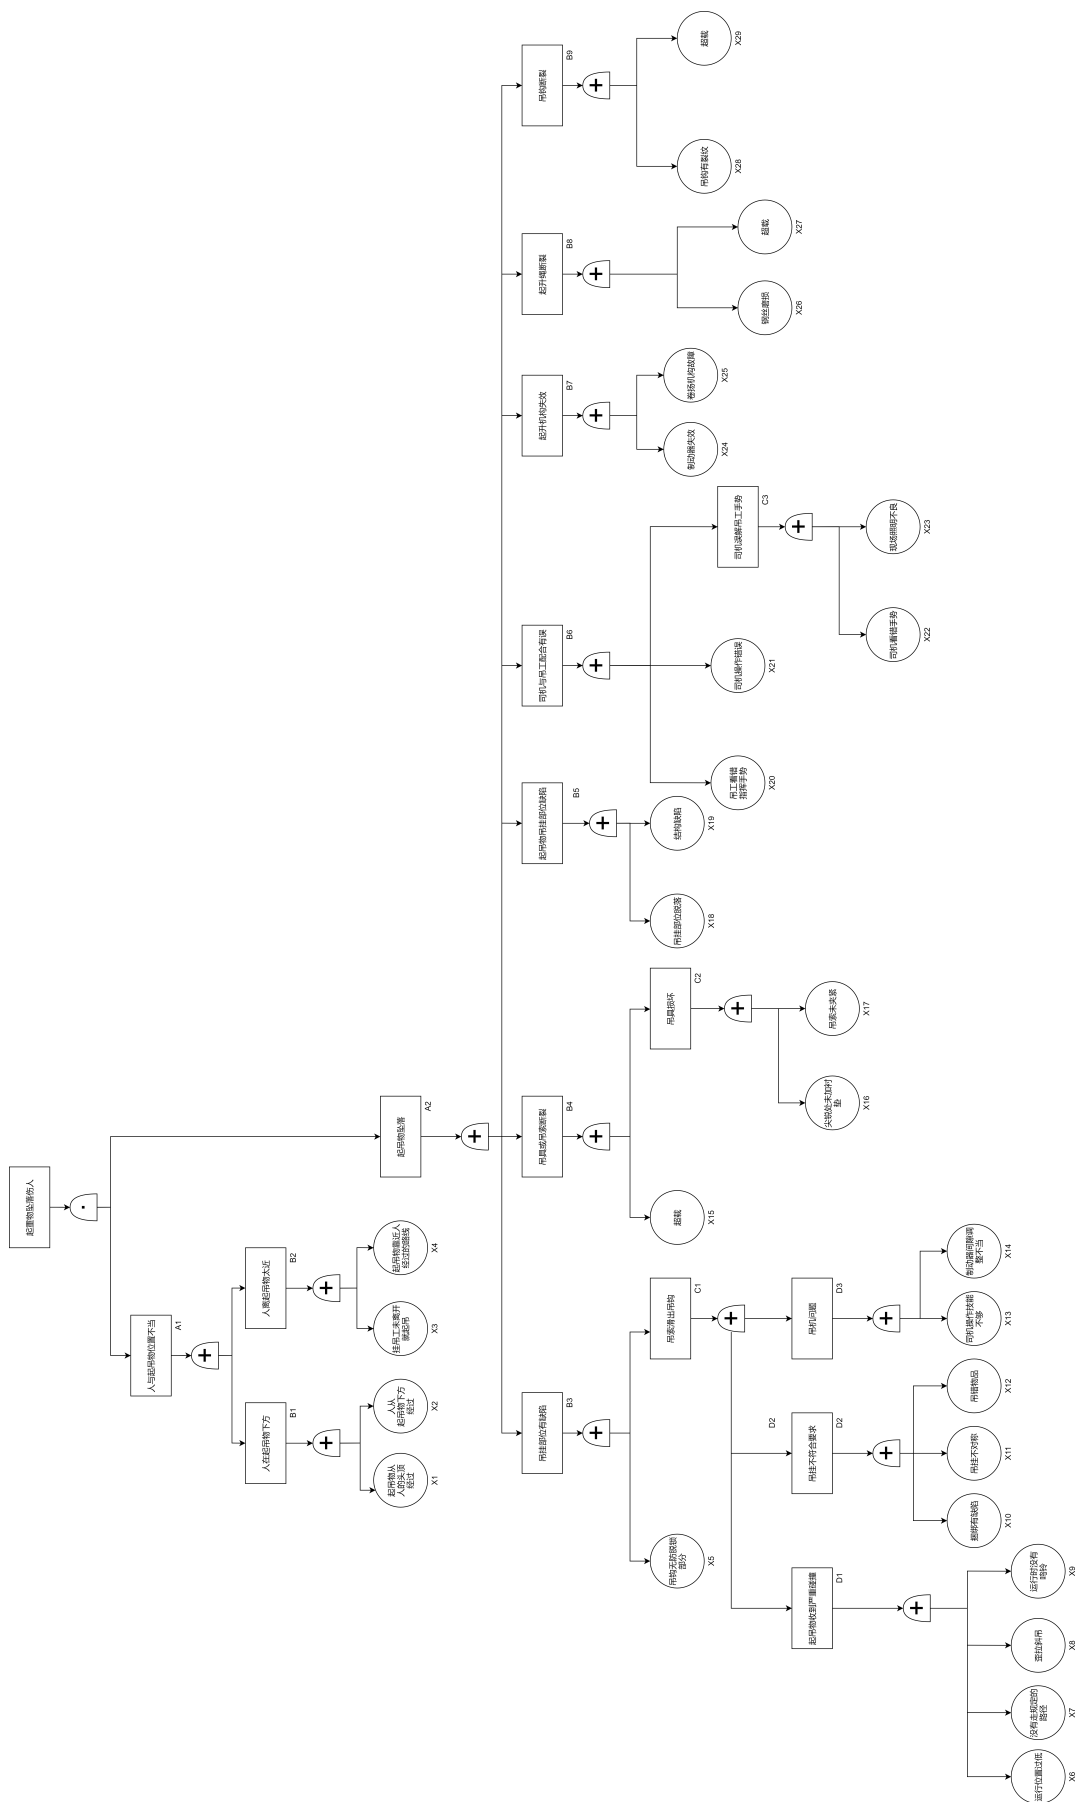 起重物坠落伤人
·
人与起吊物位置不当
A1
+
人在起吊物下方
B1
+
起吊物从
人的头顶
经过
X1
人从
起吊物下方
经过
X2
人离起吊物太近
B2
+
挂吊工未离开
就起吊
X3
起吊物靠近人
经过的路线
X4
起吊物坠落
A2
+
吊挂部位有缺陷
B3
+
吊钩无防脱锁
部分
X5
吊索滑出吊钩
C1
+
起吊物收到严重碰撞
D1
+
运行位置过低
X6
没有走规定的
路径
X7
歪拉斜吊
X8
运行时没有
鸣铃
X9
D2
吊挂不符合要求
D2
+
捆绑有缺陷
X10
吊挂不对称
X11
吊错物品
X12
吊机问题
D3
+
司机操作技能
不够
X13
制动器间隙调
整不当
X14
吊具或吊索断裂
B4
+
超载
X15
吊具损坏
C2
+
尖锐处未加衬
垫
X16
吊索未夹紧
X17
起吊物吊挂部位缺陷
B5
+
吊挂部位脱落
X18
结构缺陷
X19
司机与吊工配合有误
B6
+
吊工看错
指挥手势
X20
司机操作错误
X21
司机误解吊工手势
C3
+
司机看错手势
X22
现场照明不良
X23
起升机构失效
B7
+
制动器失效
X24
卷扬机构故障
X25
起升绳断裂
B8
+
钢丝磨损
X26
超载
X27
吊钩断裂
B9
+
吊钩有裂纹
X28
超载
X29